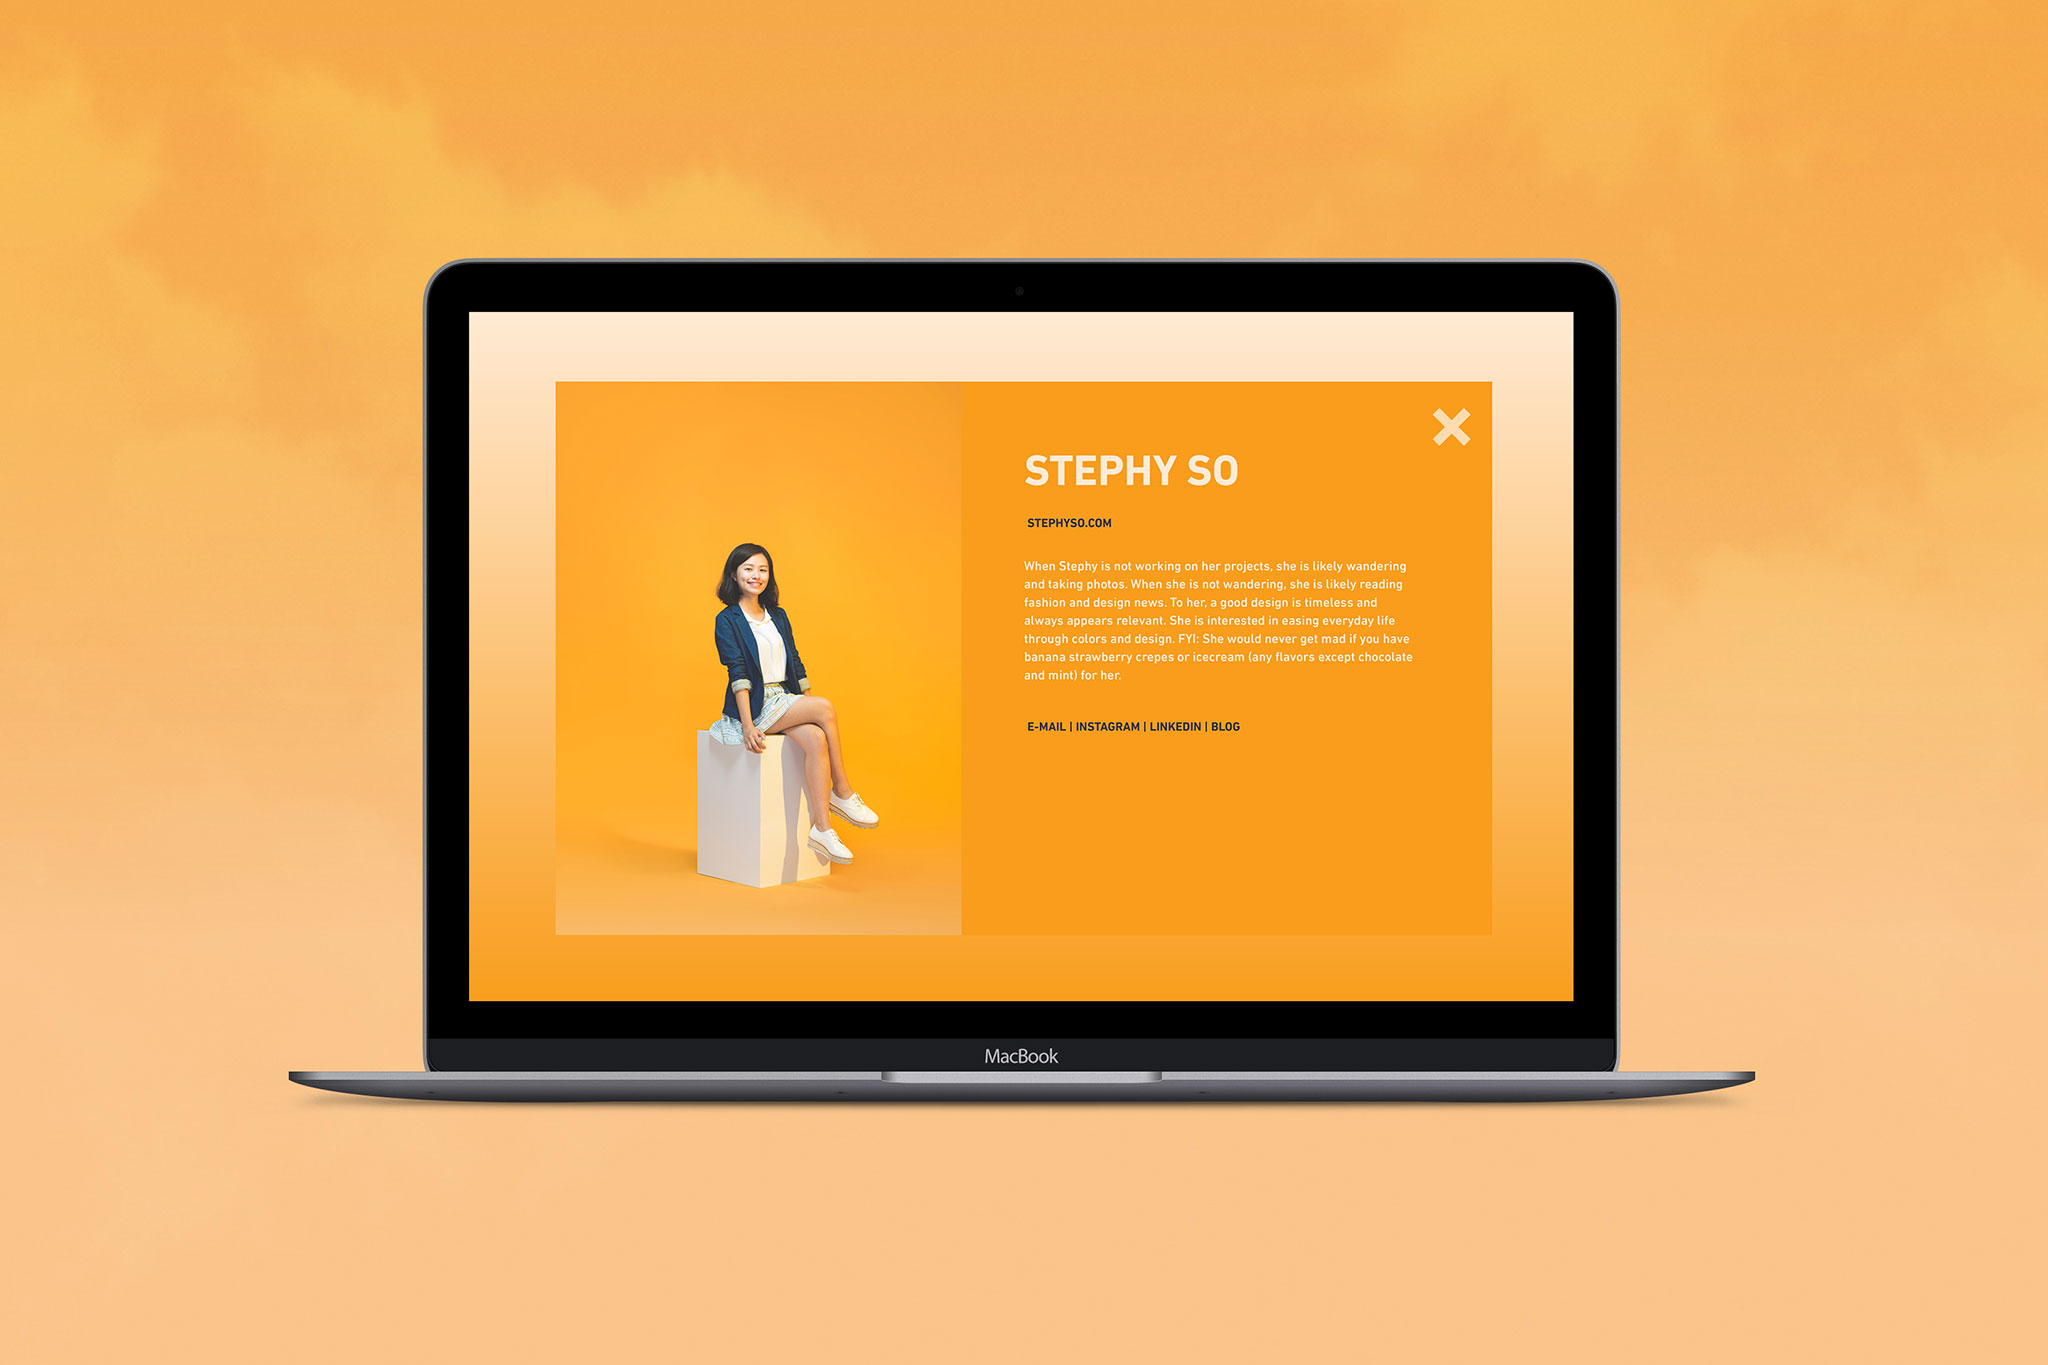 STEPHY SO
STEPHYSO.COM
When Stephy is not working on her projects, she is likely wandering
and taking photos. When she is not wandering, she is likely reading
fashion and design news. To her, a good design is timeless and
always appears relevant. She is interested in easing everyday life
through colors and design. FYI: She would never get mad if you have
banana strawberry crepes or icecream (any flavors except chocolate
and mint) for her.
E-MAIL | INSTAGRAM | LINKEDIN | BLOG
MacBook